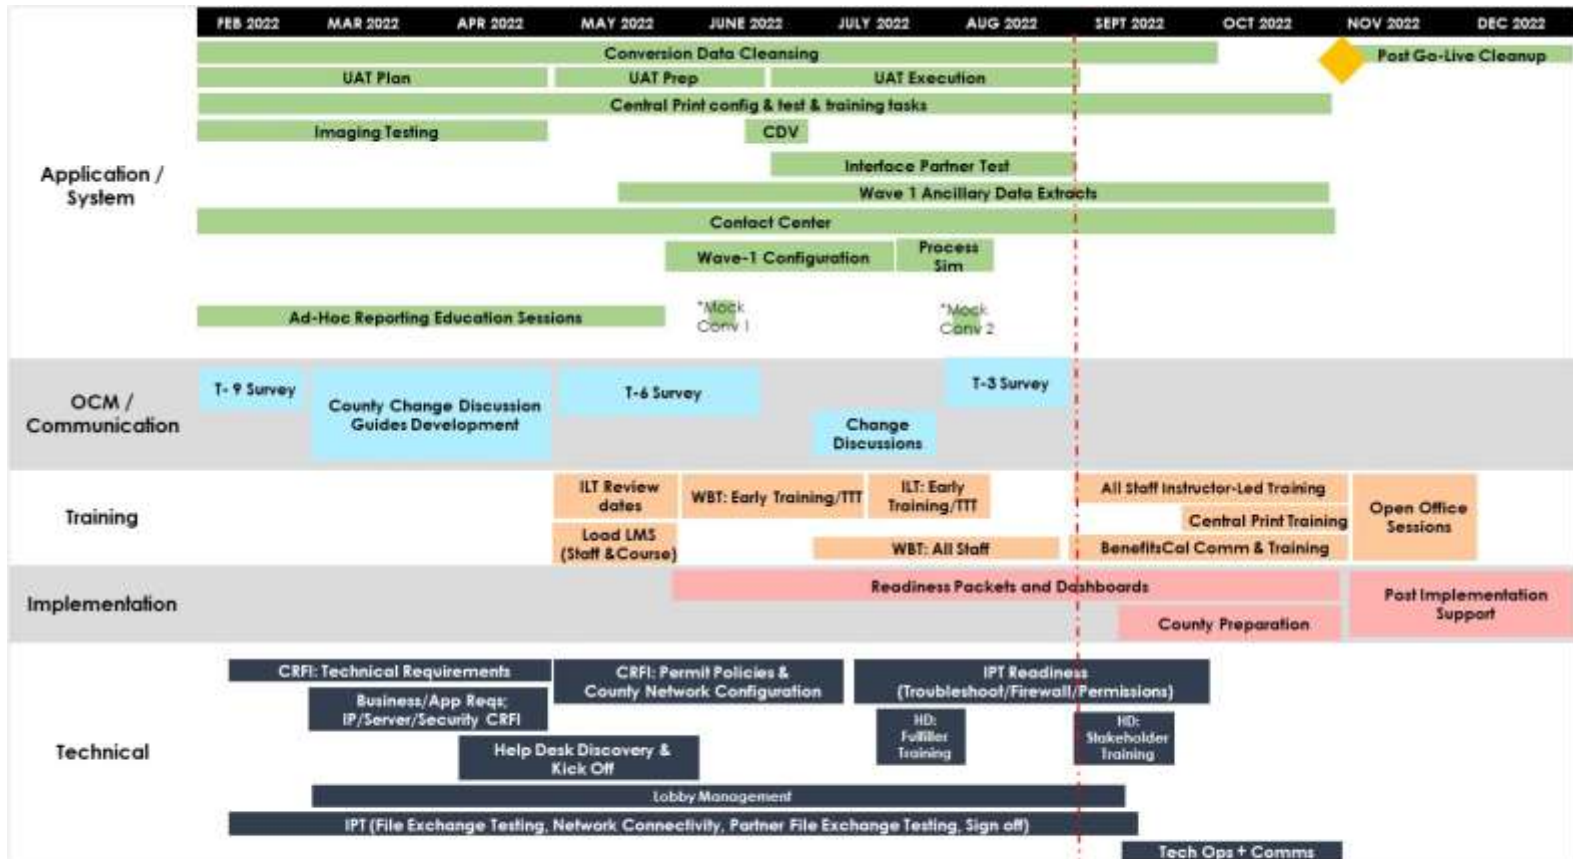 FEB 2022 MAR 2022 APR 2022 MAY 2022 JUNE 2022 JULY 2022 AUG 2022 SEPT 2022 OCT 2022 NOV 2022 DEC 2022
Application /
System
Conversion Data Cleansing
Post Go-Live Cleanup
UAT Plan
UAT Prep
UAT Execution
Central Print config & test & training tasks
Imaging Testing
CDV
Interface Partner Test
Wave 1 Ancillary Data Extracts
Contact Center
Wave-1 Configuration
Process
Sim
Ad-Hoc Reporting Education Sessions
*Mock
Conv 1
*Mock
Conv 2
OCM /
Communication
T- 9 Survey
County Change Discussion
Guides Development
T-6 Survey
Change
Discussions
T-3 Survey
Training
ILT Review
dates
WBT: Early Training/TTT
ILT: Early
Training/TTT
All Staff Instructor-Led Training
Central Print Training
Open Office
Sessions
Load LMS
(Staff &Course)
WBT: All Staff
BenefitsCal Comm & Training
Implementation
Readiness Packets and Dashboards
County Preparation
Post Implementation
Support
Technical
CRFI: Technical Requirements
CRFI: Permit Policies &
County Network Configuration
IPT Readiness
(Troubleshoot/Firewall/Permissions)
Business/App Reqs;
IP/Server/Security CRFI
HD:
Fulfiller
Training
HD:
Stakeholder
Training
Help Desk Discovery &
Kick Off
Lobby Management
IPT (File Exchange Testing, Network Connectivity, Partner File Exchange Testing, Sign off)
Tech Ops + Comms